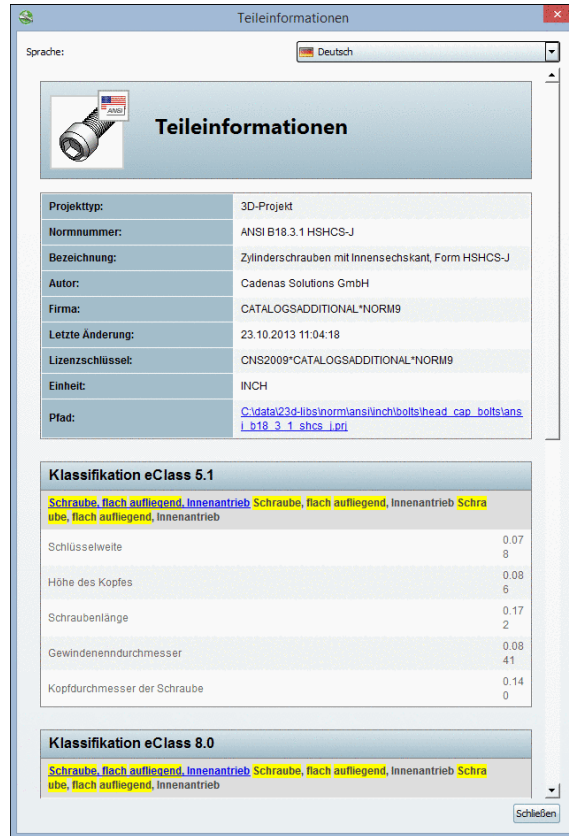 Teileinformationen
Sprache:
Deutsch
ANSI
Teileinformationen
Projekttyp: 3D-Projekt
Normnummer: ANSI B18.3.1 HSHCS-J
Bezeichnung: Zylinderschrauben mit Innensechskant, Form HSHCS-J
Autor: Cadenas Solutions GmbH
Firma: CATALOGSADDITIONAL*NORM9
Letzte Änderung: 23.10.2013 11:04:18
Lizenzschlüssel: CNS2009*CATALOGSADDITIONAL*NORM9
Einheit: INCH
Pfad: C:\data\23d-libs\norm\ansi\inch\bolts\head_cap_bolts\ans
i_b18_3_1_shcs_j.prj
Klassifikation eClass 5.1
Schraube, flach aufliegend, Innenantrieb Schraube, flach aufliegend, Innenantrieb Schra
ube, flach aufliegend, Innenantrieb
Schlüsselweite 0.07
8
Höhe des Kopfes 0.08
6
Schraubenlänge 0.17
2
Gewindenenndurchmesser 0.08
41
Kopfdurchmesser der Schraube 0.14
0
Klassifikation eClass 8.0
Schraube, flach aufliegend, Innenantrieb Schraube, flach aufliegend, Innenantrieb Schra
ube, flach aufliegend, Innenantrieb
Schließen